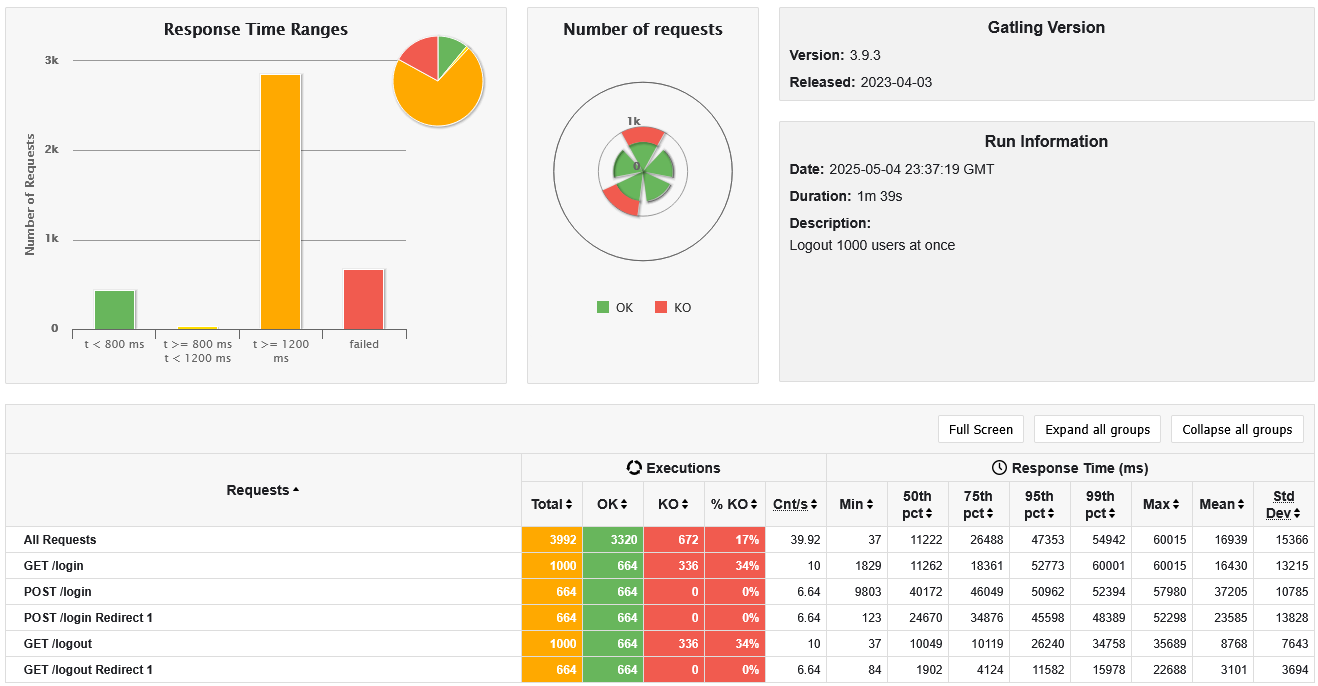 Response Time Ranges
3k
2k
1k
0
Number of Requests
t < 800 ms
t >= 800 ms
t < 1200 ms
t >= 1200
ms
failed
Number of requests
1k
0
OK
KO
Gatling Version
Version: 3.9.3
Released: 2023-04-03
Run Information
Date: 2025-05-04 23:37:19 GMT
Duration: 1m 39s
Description:
Logout 1000 users at once
Full Screen Expand all groups Collapse all groups
Requests Executions Response Time (ms)
Total OK KO % KO Cnt/s Min 50th pct 75th pct 95th pct 99th pct Max Mean Std Dev
All Requests 3992 3320 672 17% 39.92 37 11222 26488 47353 54942 60015 16939 15366
GET /login 1000 664 336 34% 10 1829 11262 18361 52773 60001 60015 16430 13215
POST /login 664 664 0 0% 6.64 9803 40172 46049 50962 52394 57980 37205 10785
POST /login Redirect 1 664 664 0 0% 6.64 123 24670 34876 45598 48389 52298 23585 13828
GET /logout 1000 664 336 34% 10 37 10049 10119 26240 34758 35689 8768 7643
GET /logout Redirect 1 664 664 0 0% 6.64 84 1902 4124 11582 15978 22688 3101 3694